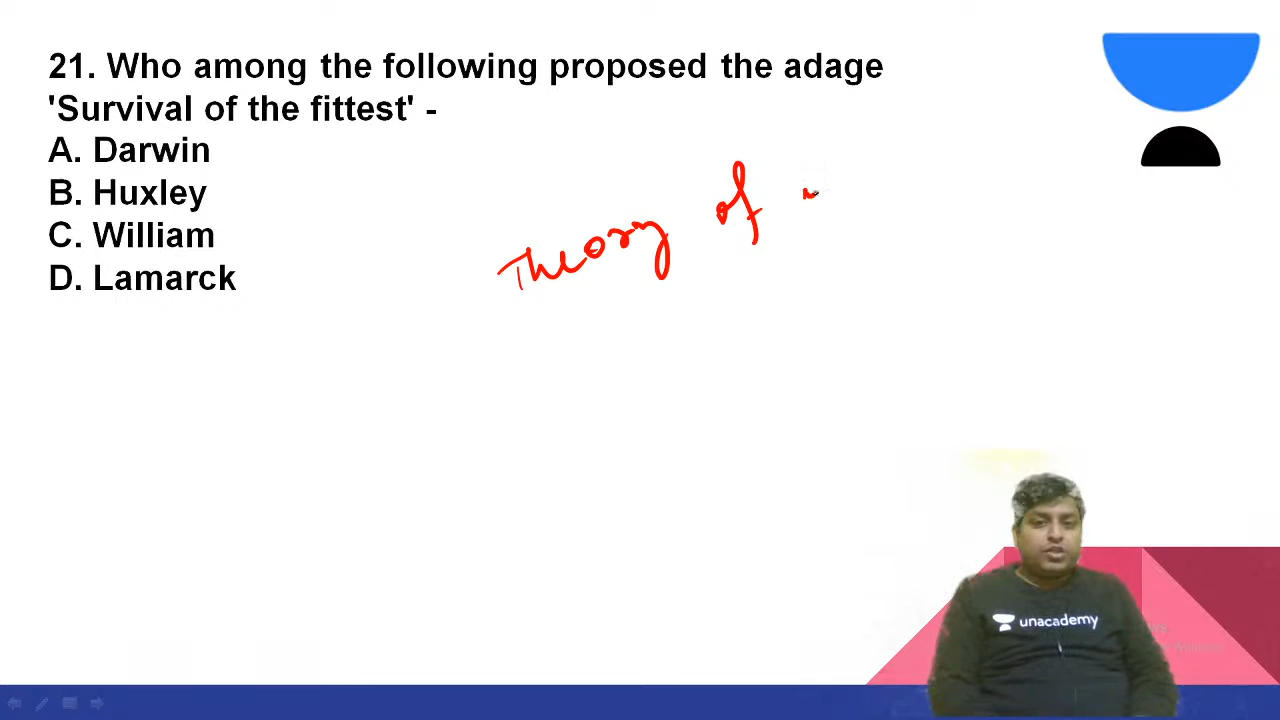 21. Who among the following proposed the adage
'Survival of the fittest' -
A. Darwin
B. Huxley
C. William
D. Lamarck
Theory of
unacademy